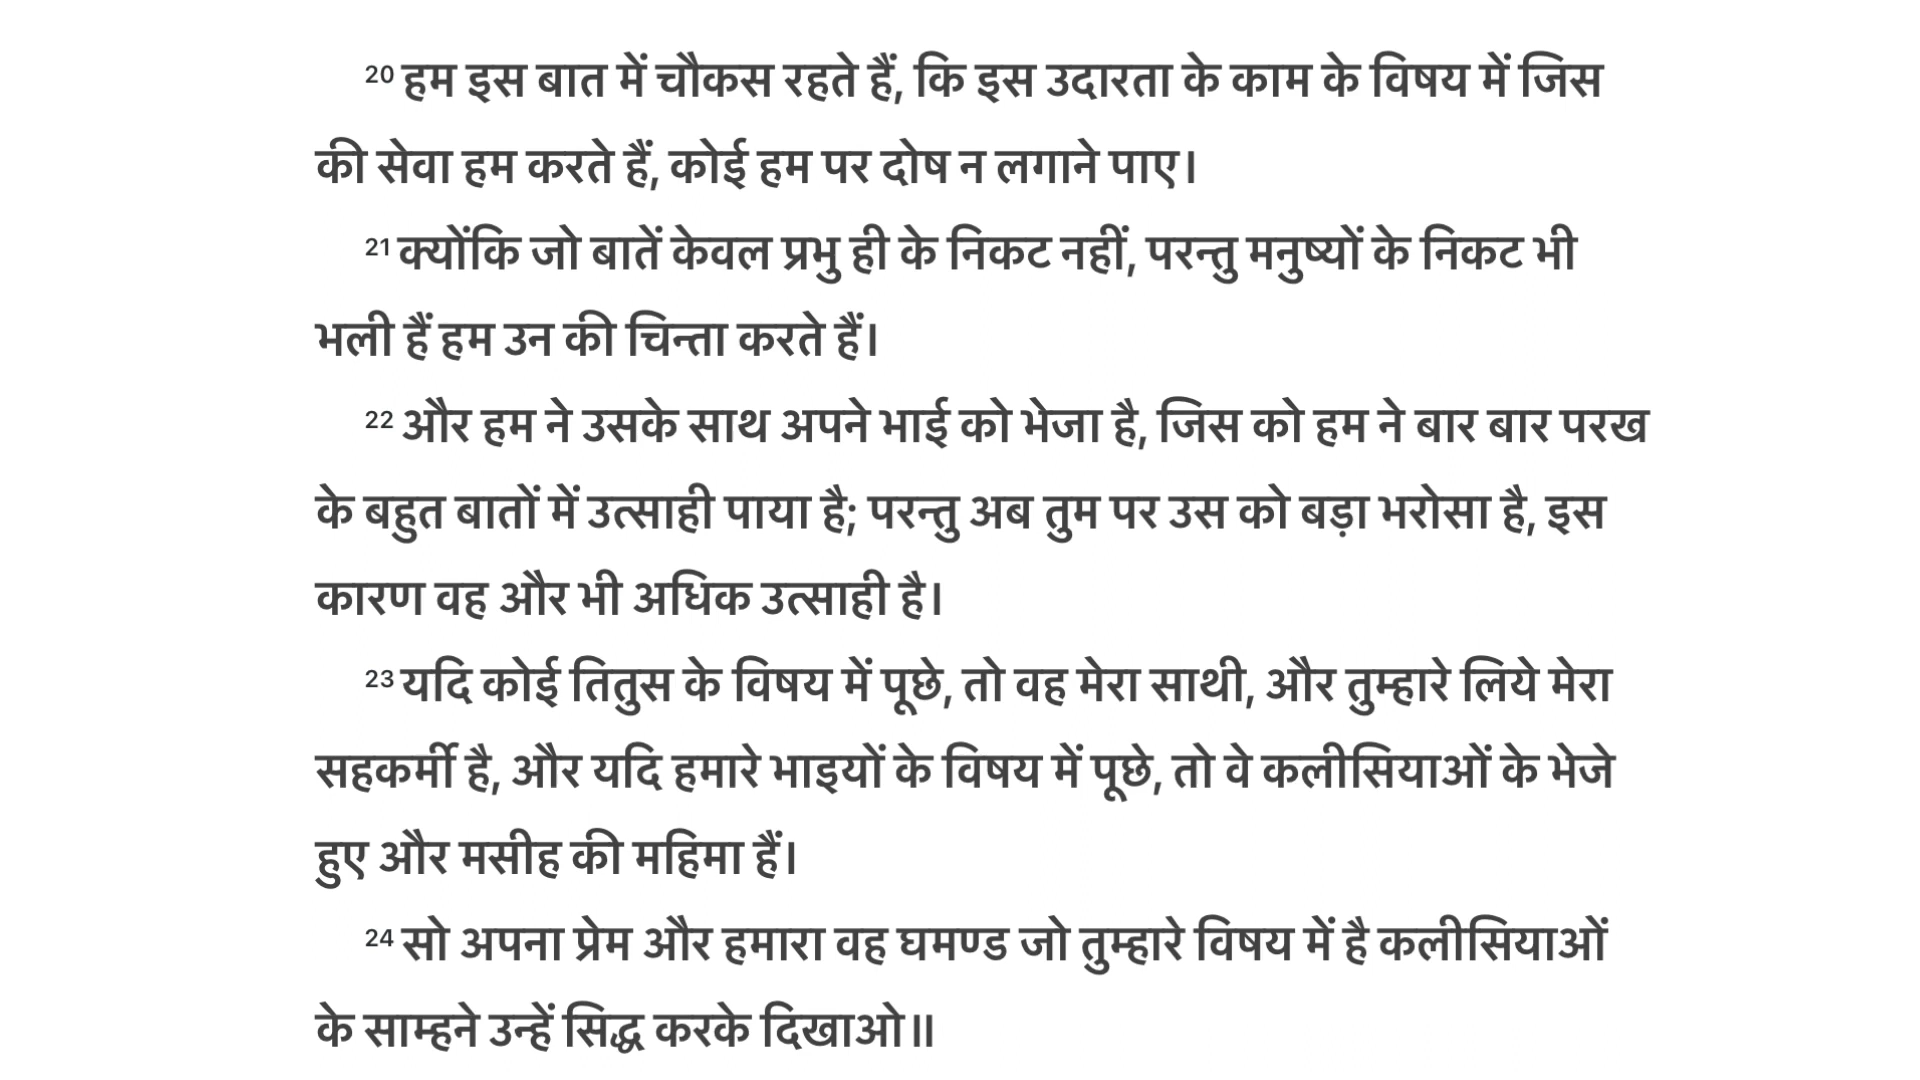 20 हम इस बात में चौकस रहते हैं, कि इस उदारता के काम के विषय में जिस
की सेवा हम करते हैं, कोई हम पर दोष न लगाने पाए।
21 क्योंकि जो बातें केवल प्रभु ही के निकट नहीं, परन्तु मनुष्यों के निकट भी
भली हैं हम उन की चिन्ता करते हैं।
22 और हम ने उसके साथ अपने भाई को भेजा है, जिस को हम ने बार बार परख
के बहुत बातों में उत्साही पाया है; परन्तु अब तुम पर उस को बड़ा भरोसा है, इस
कारण वह और भी अधिक उत्साही है।
23 यदि कोई तितुस के विषय में पूछे, तो वह मेरा साथी, और तुम्हारे लिये मेरा
सहकर्मी है, और यदि हमारे भाइयों के विषय में पूछे, तो वे कलीसियाओं के भेजे
हुए और मसीह की महिमा हैं।
24 सो अपना प्रेम और हमारा वह घमण्ड जो तुम्हारे विषय में है कलीसियाओं
के साम्हने उन्हें सिद्ध करके दिखाओ॥